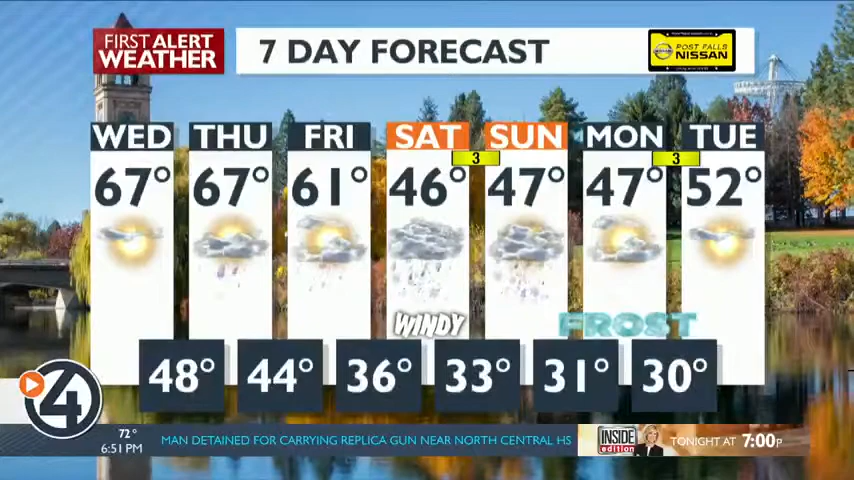 FIRST ALERT
WEATHER
7 DAY FORECAST
POST FALLS
NISSAN
WED THU FRI SAT SUN MON TUE
3 3
67° 67° 61° 46° 47° 47° 52°
WINDY FROST
48° 44° 36° 33° 31° 30°
4
72°
6:51 PM
MAN DETAINED FOR CARRYING REPLICA GUN NEAR NORTH CENTRAL HS
INSIDE
edition
TONIGHT AT 7:00P